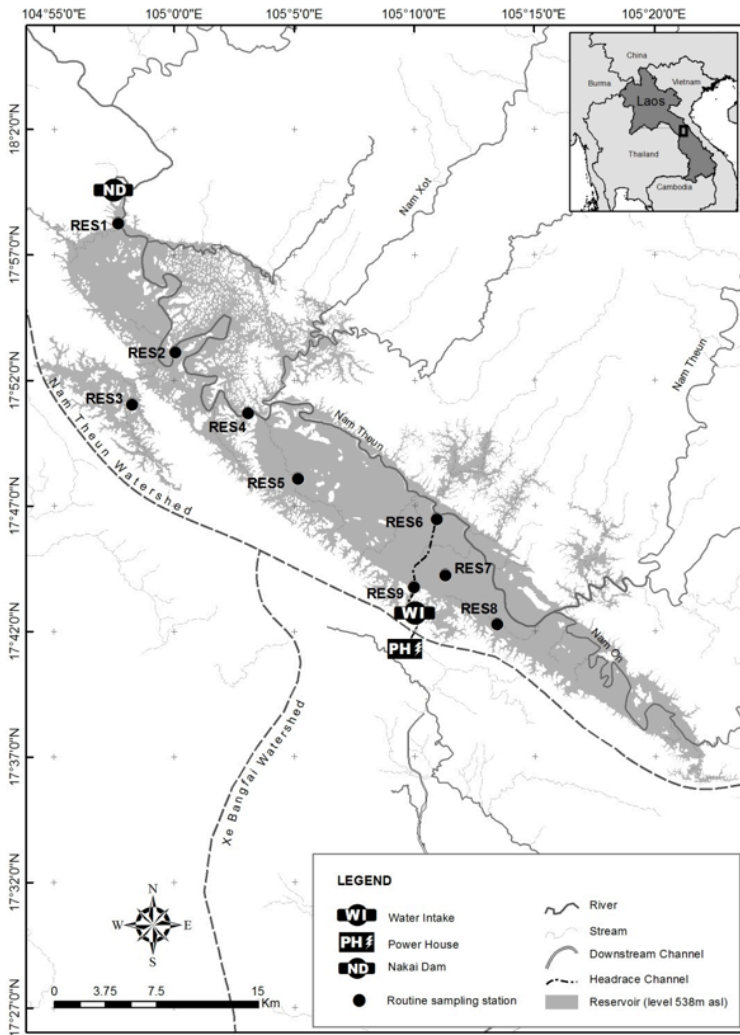 104°55'0"E 105°0'0"E 105°5'0"E 105°10'0"E 105°15'0"E 105°20'0"E
China
Burma
Vietnam
Laos
Thailand
Cambodia
18°2'0"N
17°57'0"N
17°52'0"N
17°47'0"N
17°42'0"N
17°37'0"N
17°32'0"N
17°27'0"N
ND
RES1
Nam Xot
RES2
RES3
RES4
Nam Theun
Nam Theun
Nam Theun Watershed
RES5
RES6
RES7
RES9
RES8
WI
PH
Nam On
Xe Bangfai Watershed
N
W E
S
0 3.75 7.5 15
Km
LEGEND
WI Water Intake
PH Power House
ND Nakai Dam
Routine sampling station
River
Stream
Downstream Channel
Headrace Channel
Reservoir (level 538m asl)